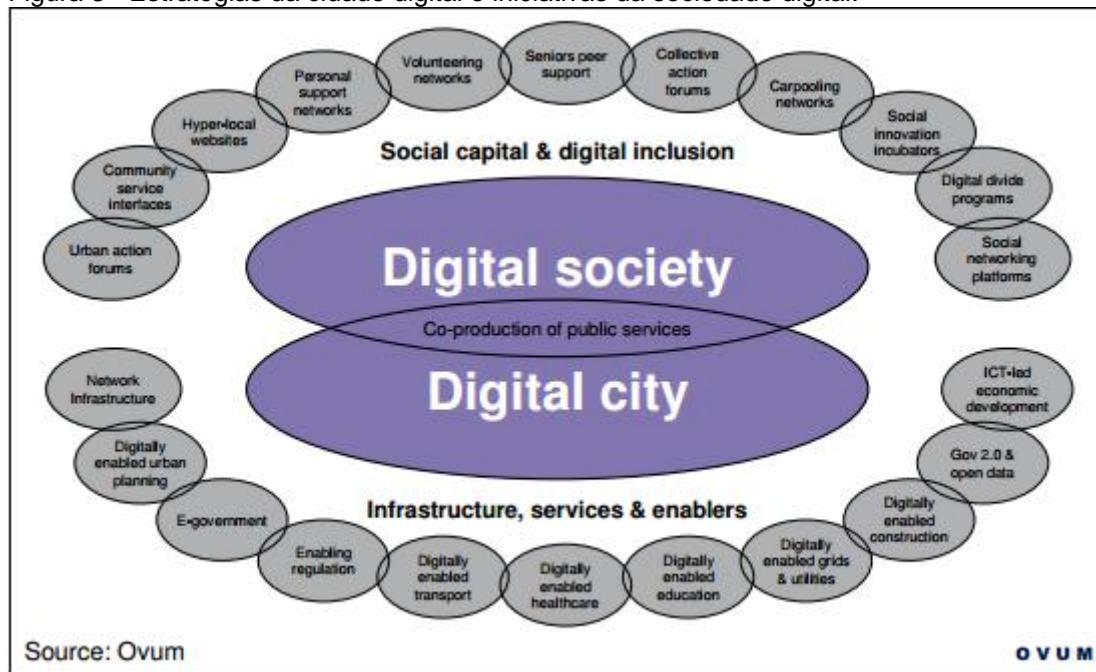 Figura - Estratégias da cidade digital e iniciativas da sociedade digital.
Urban action
forums
Community
service
interfaces
Hyper-local
websites
Personal
support
networks
Volunteering
networks
Seniors peer
support
Collective
action
forums
Carpooling
networks
Social
innovation
incubators
Digital divide
programs
Social
networking
platforms
Social capital & digital inclusion
Digital society
Co-production of public services
Digital city
Infrastructure, services & enablers
Network
Infrastructure
Digitally
enabled urban
planning
E-government
Enabling
regulation
Digitally
enabled
transport
Digitally
enabled
healthcare
Digitally
enabled
education
Digitally
enabled grids
& utilities
Digitally
enabled
construction
Gov 2.0 &
open data
ICT-led
economic
development
Source: Ovum
OVUM